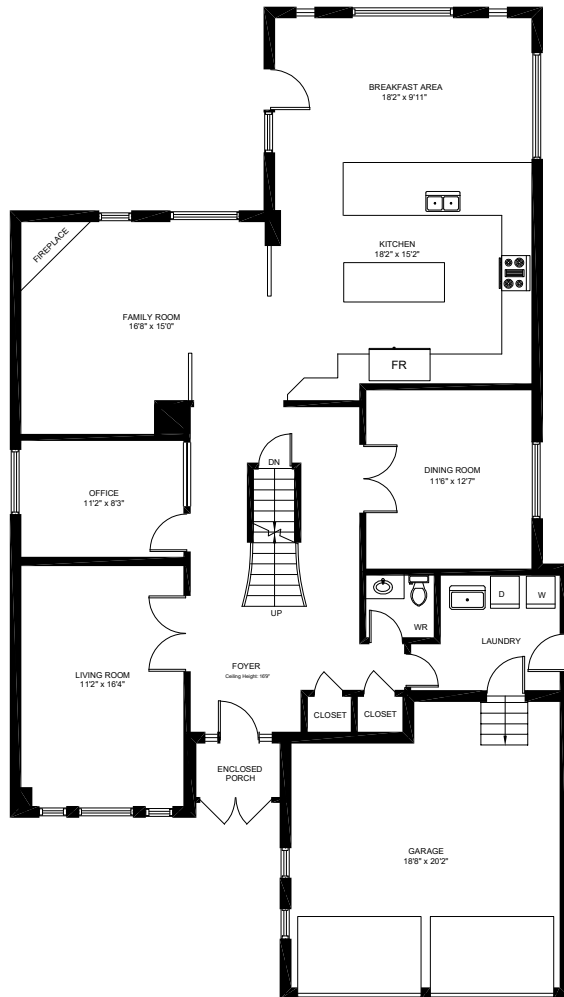 BREAKFAST AREA
18'2" x 9'11"
KITCHEN
18'2" x 15'2"
FIREPLACE
FAMILY ROOM
16'8" x 15'0"
FR
DN
DINING ROOM
11'6" x 12'7"
OFFICE
11'2" x 8'3"
D
W
UP
WR
LAUNDRY
FOYER
Ceiling Height: 16'9"
LIVING ROOM
11'2" x 16'4"
CLOSET
CLOSET
ENCLOSED
PORCH
GARAGE
18'8" x 20'2"